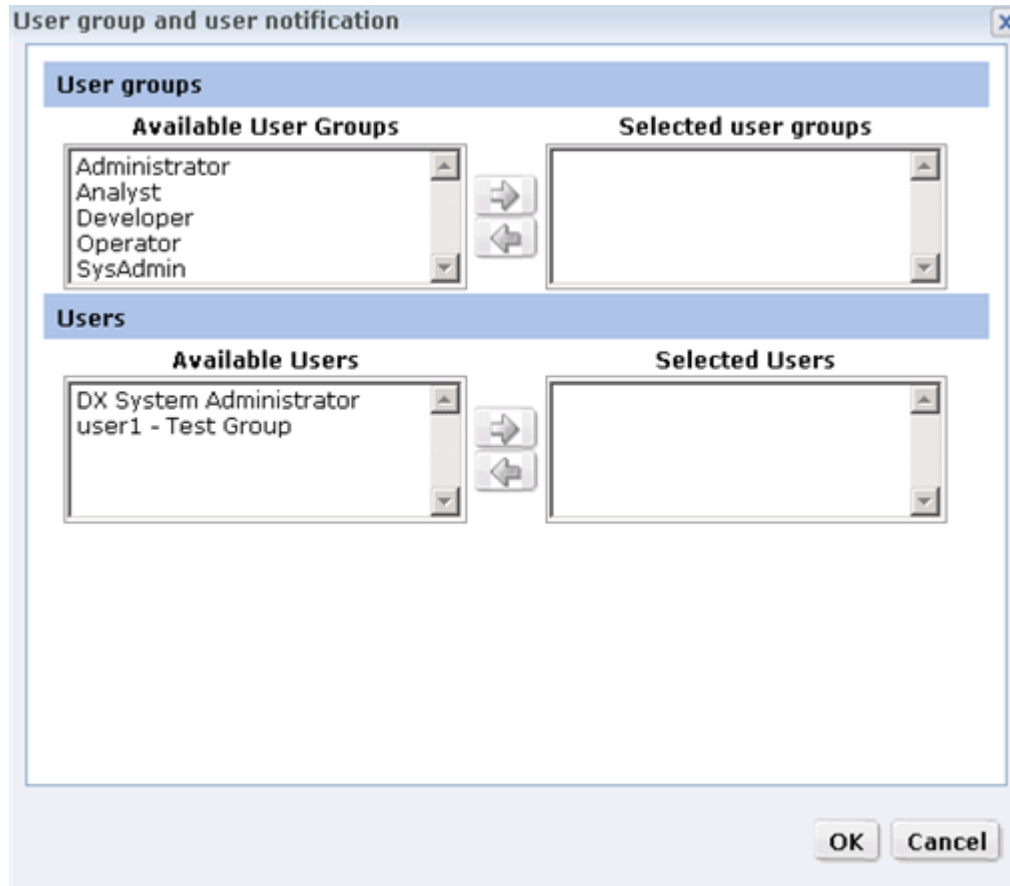 User group and user notification
User groups
Available User Groups
Selected user groups
Administrator
Analyst
Developer
Operator
SysAdmin
Users
Available Users
Selected Users
DX System Administrator
user1 - Test Group
OK
Cancel